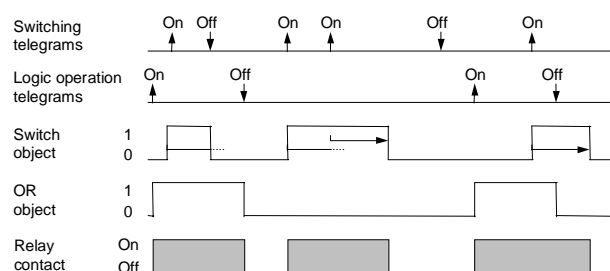 Switching telegrams On Off On On Off On
Logic operation telegrams On Off On Off
Switch object 1 0
OR object 1 0
Relay contact On Off